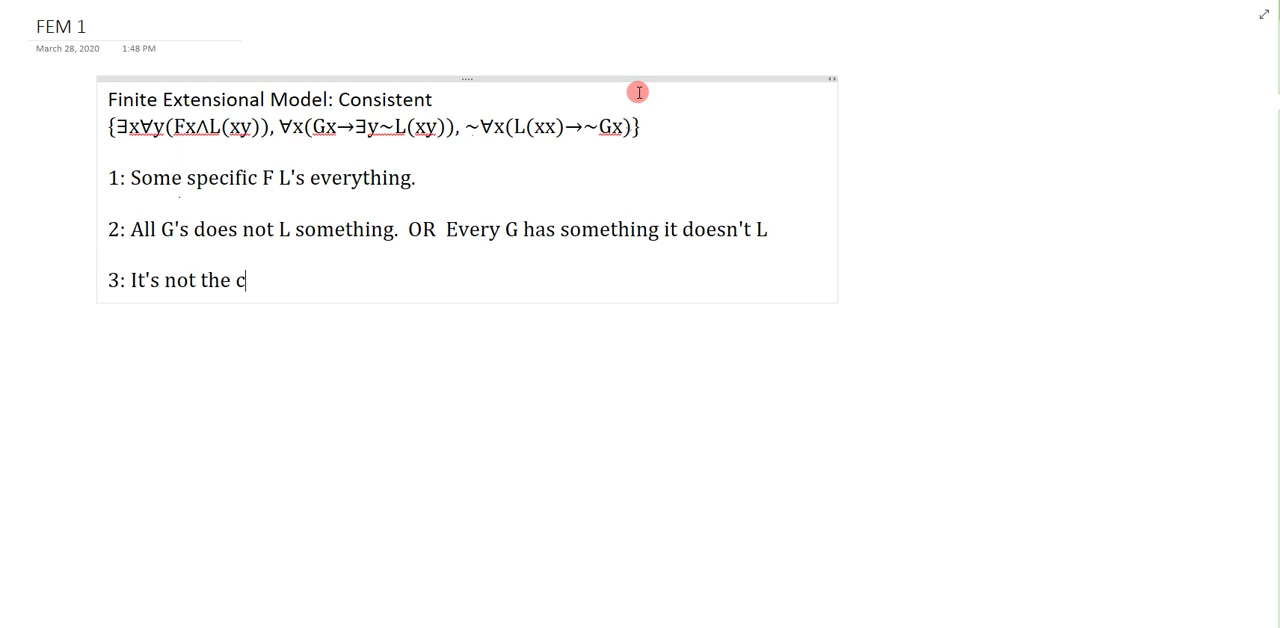 FEM 1
March 28, 2020 1:48 PM
Finite Extensional Model: Consistent
{∃x∀y(Fx∧L(xy)), ∀x(Gx→∃y~L(xy)), ~∀x(L(xx)→~Gx)}
1: Some specific F L's everything.
2: All G's does not L something. OR Every G has something it doesn't L
3: It's not the c